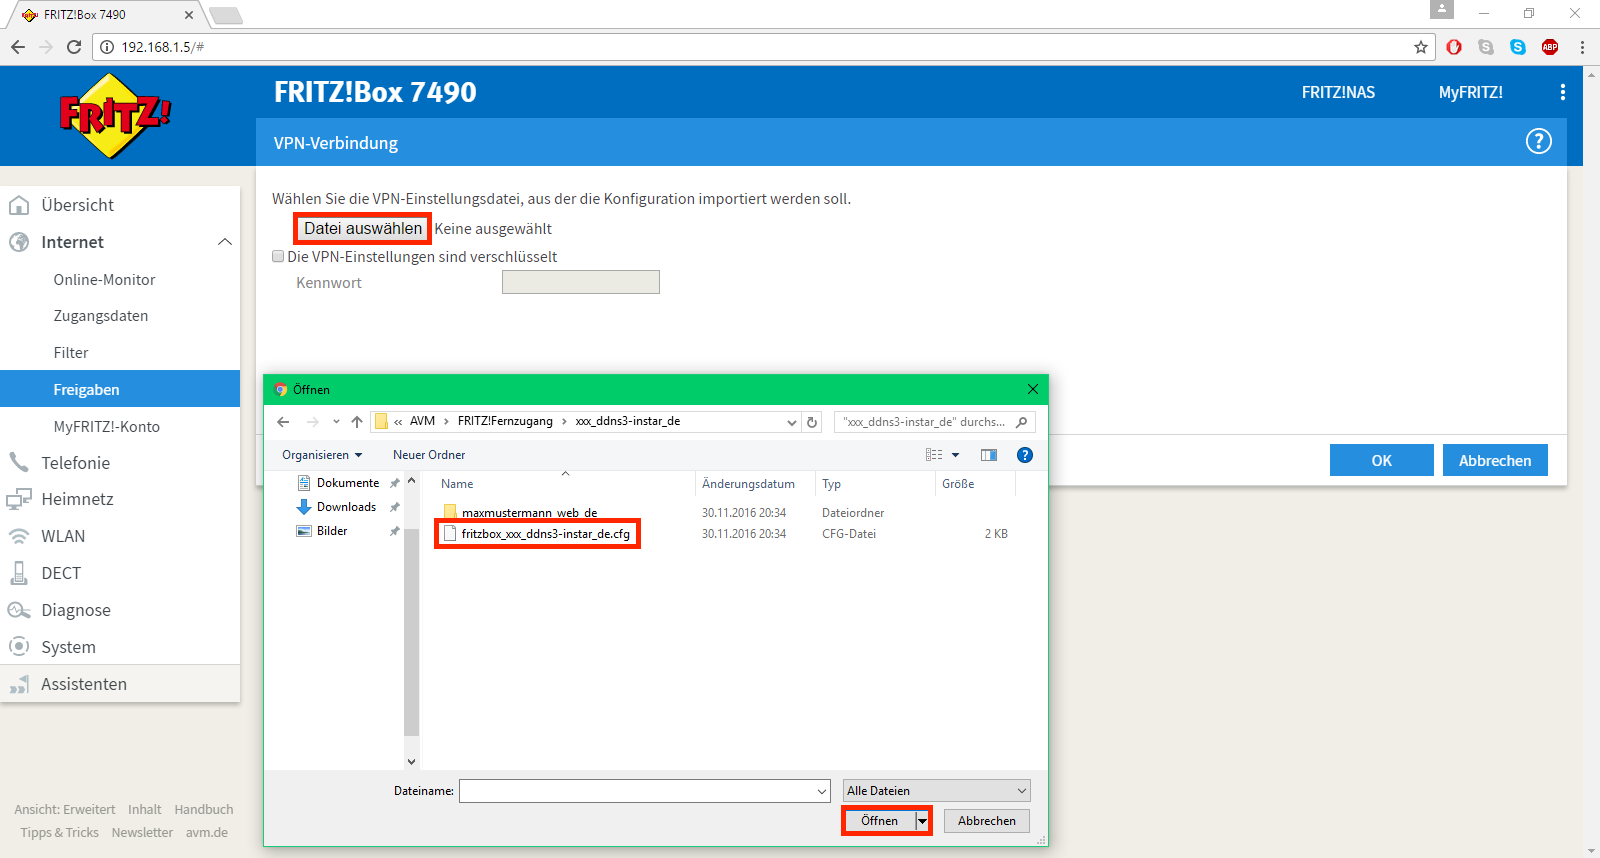 FRITZ!Box 7490
192.168.1.5/#
ABP
FRITZ!
FRITZ!Box 7490
FRITZ!NAS
MyFRITZ!
VPN-Verbindung
?
Übersicht
Internet
Online-Monitor
Zugangsdaten
Filter
Freigaben
MyFRITZ!-Konto
Telefonie
Heimnetz
WLAN
DECT
Diagnose
System
Assistenten
Ansicht: Erweitert Inhalt Handbuch
Tipps & Tricks Newsletter avm.de
Wählen Sie die VPN-Einstellungsdatei, aus der die Konfiguration importiert werden soll.
Datei auswählen Keine ausgewählt
Die VPN-Einstellungen sind verschlüsselt
Kennwort
OK
Abbrechen
Öffnen
« AVM › FRITZ!Fernzugang › xxx_ddns3-instar_de
"xxx_ddns3-instar_de" durchs...
Organisieren Neuer Ordner
?
Dokumente
Downloads
Bilder
Name Änderungsdatum Typ Größe
maxmustermann_web_de 30.11.2016 20:34 Dateiordner
fritzbox_xxx_ddns3-instar_de.cfg 30.11.2016 20:34 CFG-Datei 2 KB
Dateiname:
Alle Dateien
Öffnen
Abbrechen